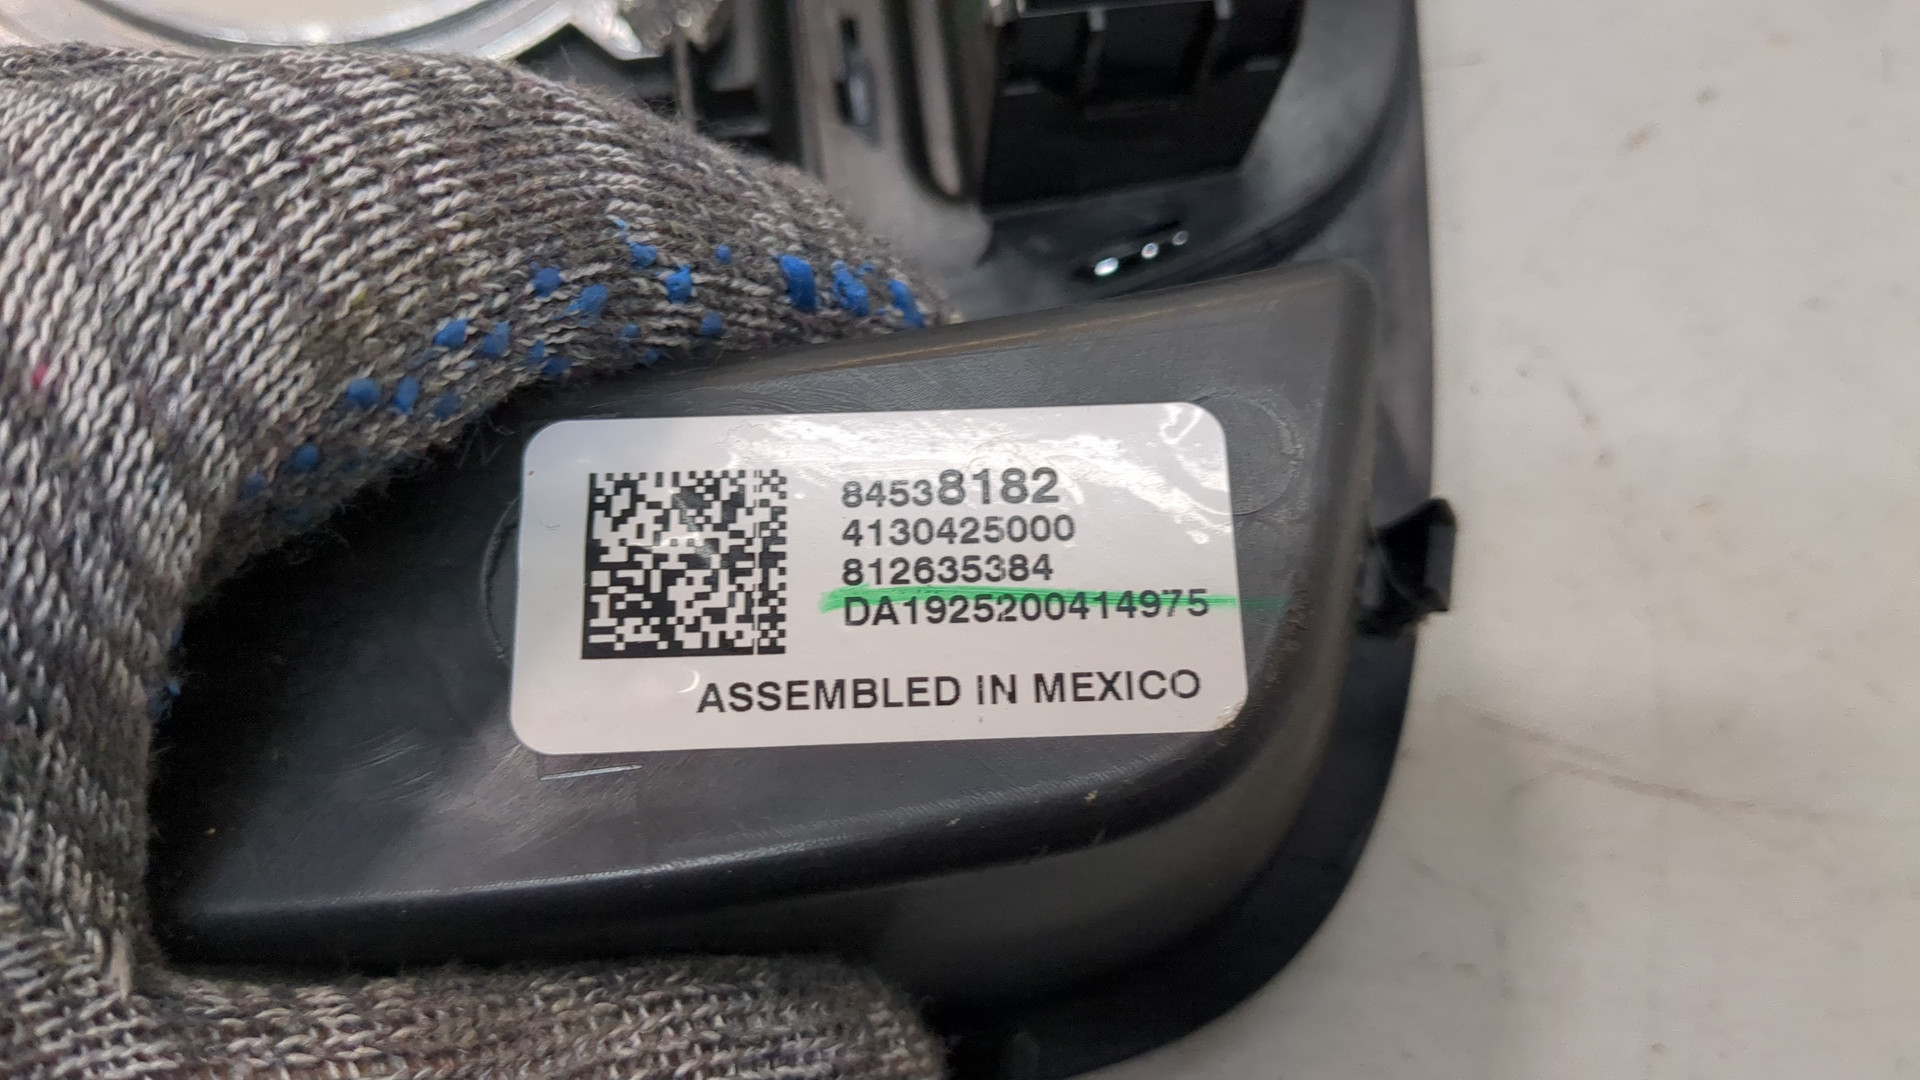 84538182
4130425000
812635384
DA1925200414975
ASSEMBLED IN MEXICO